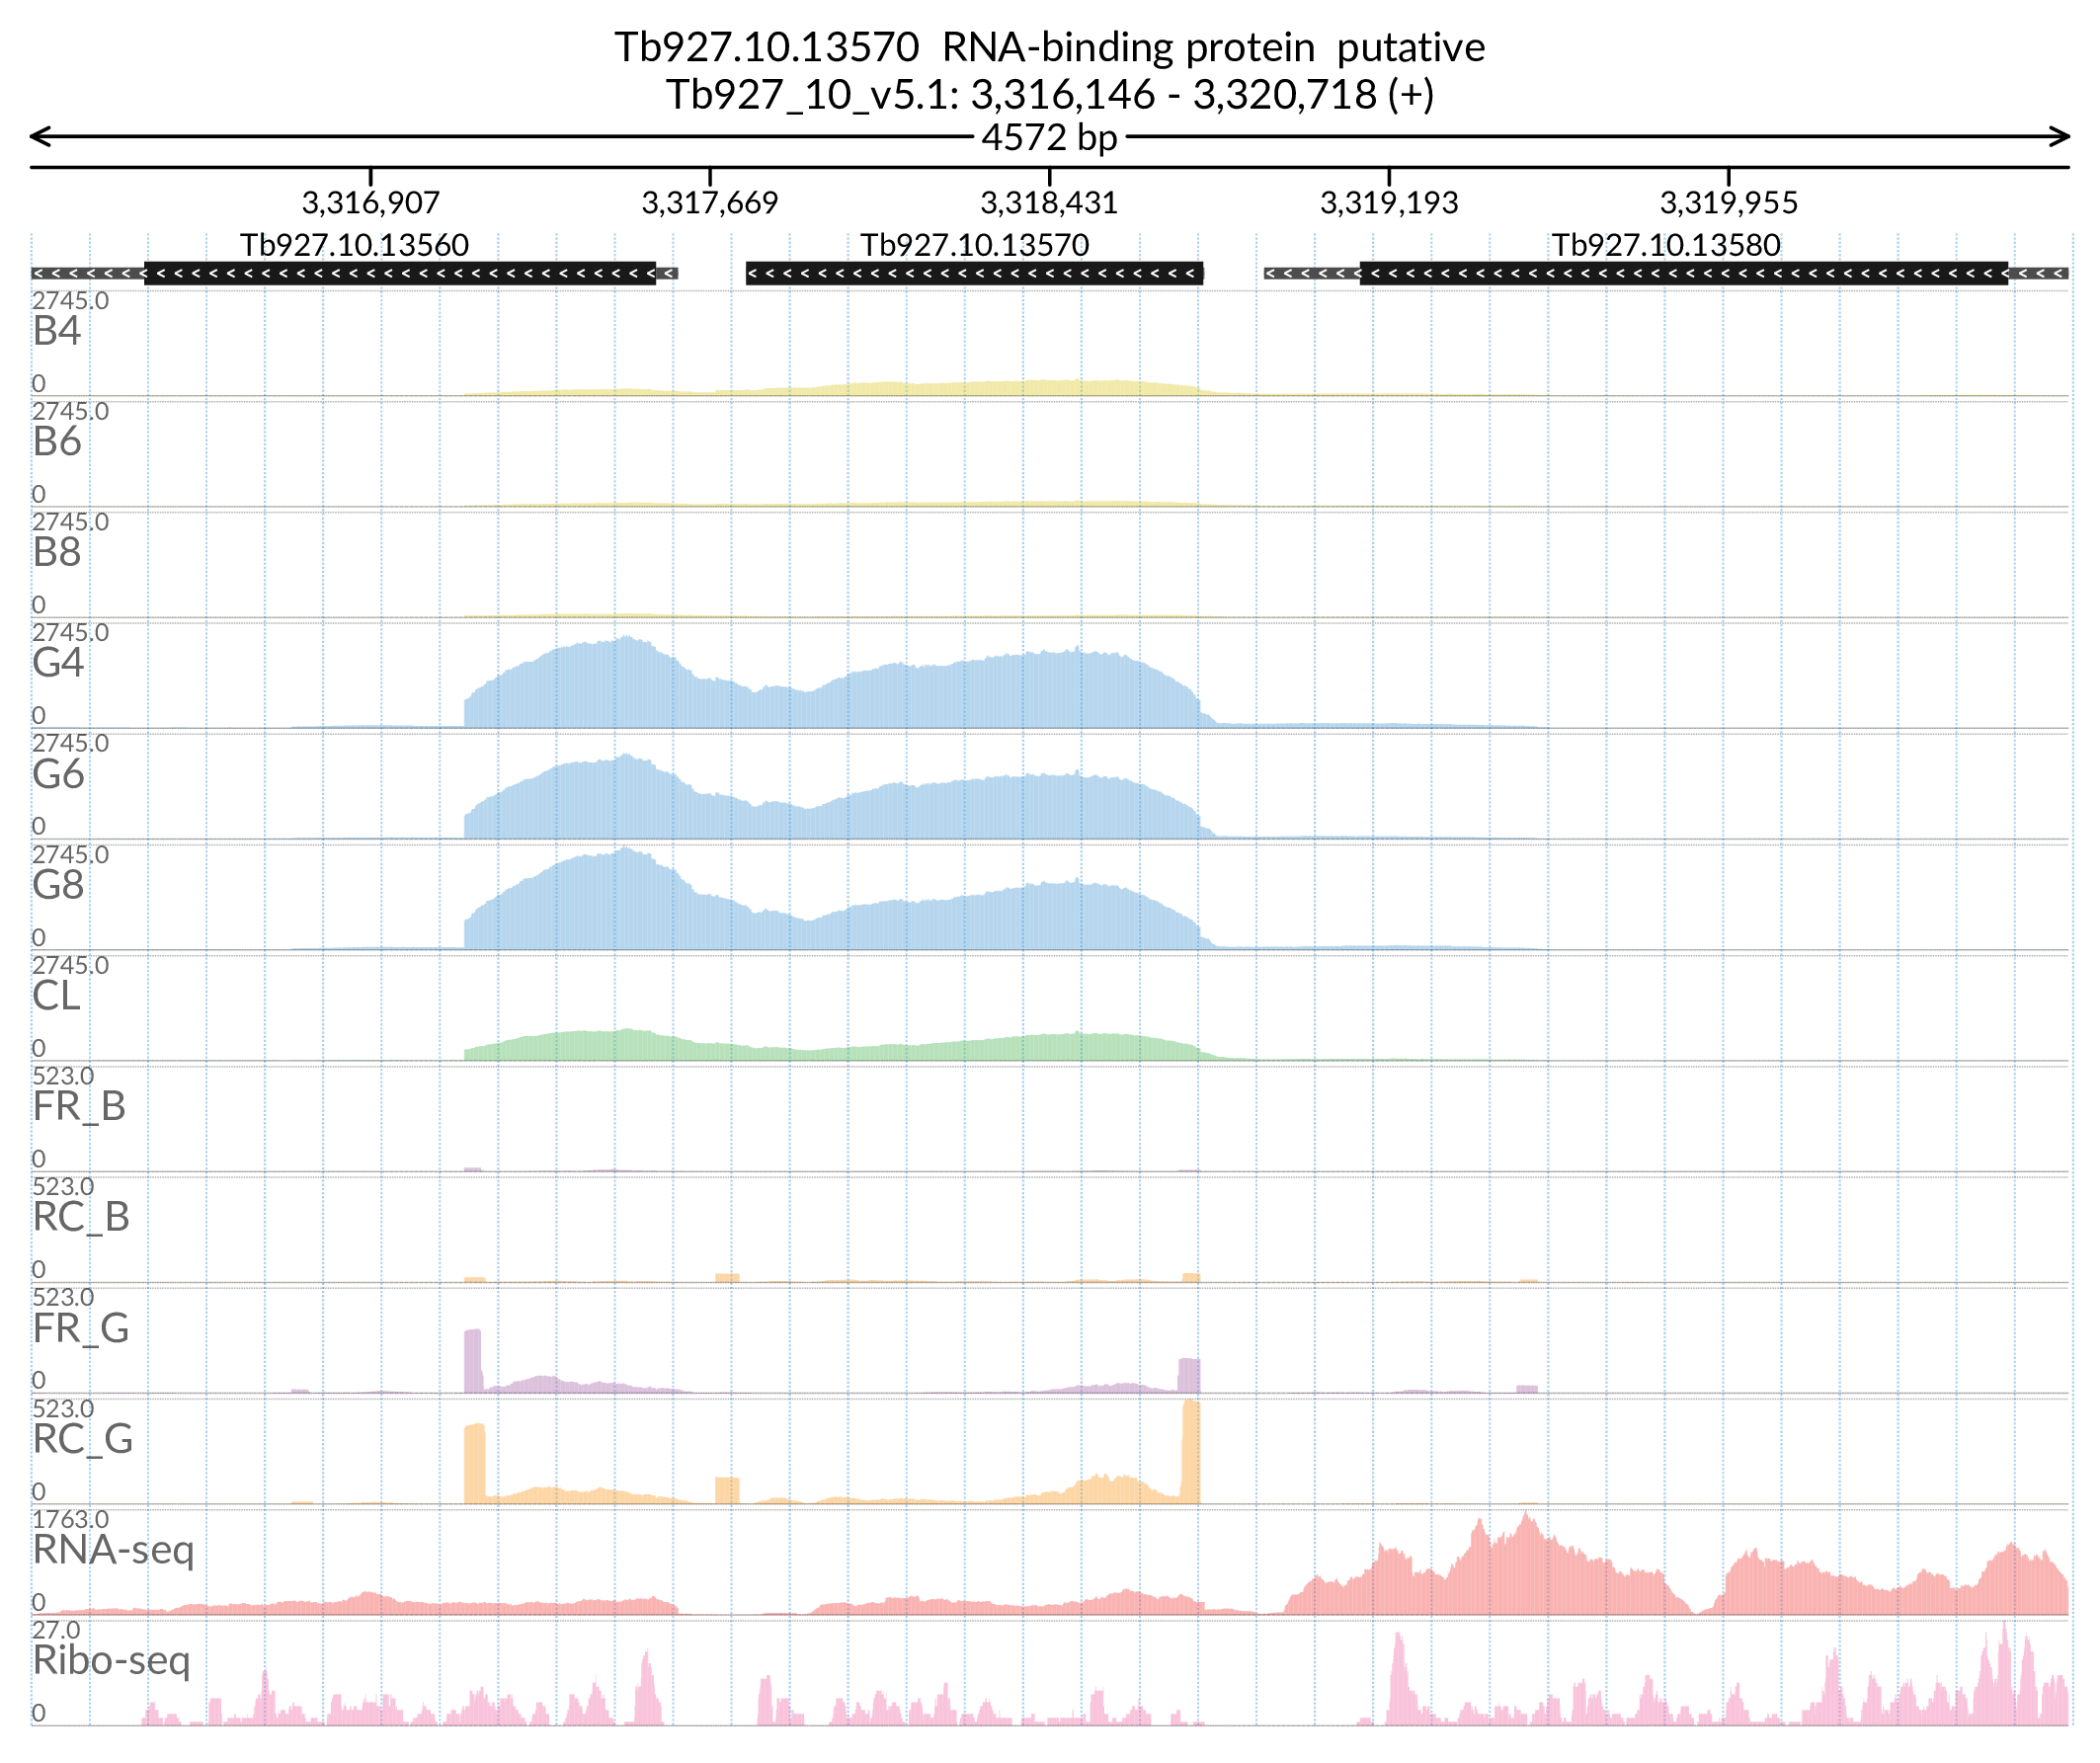 Tb927.10.13570  RNA-binding protein  putative
Tb927_10_v5.1: 3,316,146 - 3,320,718 (+)
4572 bp
3,316,907 3,317,669 3,318,431 3,319,193 3,319,955
Tb927.10.13560 Tb927.10.13570 Tb927.10.13580
2745.0
B4
0
2745.0
B6
0
2745.0
B8
0
2745.0
G4
0
2745.0
G6
0
2745.0
G8
0
2745.0
CL
0
523.0
FR_B
0
523.0
RC_B
0
523.0
FR_G
0
523.0
RC_G
0
1763.0
RNA-seq
0
27.0
Ribo-seq
0